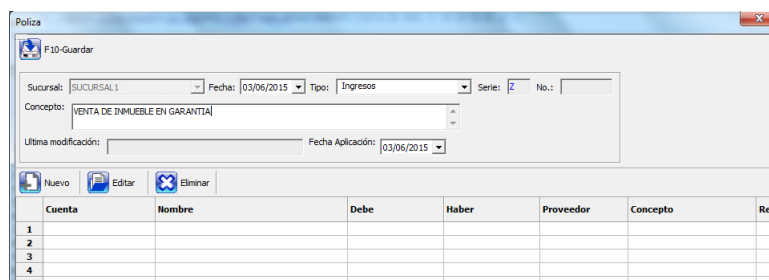 Poliza
F10-Guardar
Sucursal: SUCURSAL1 Fecha: 03/06/2015 Tipo: Ingresos Serie: Z No.:
Concepto: VENTA DE INMUEBLE EN GARANTIA
Ultima modificación: Fecha Aplicación: 03/06/2015
Nuevo Editar Eliminar
Cuenta Nombre Debe Haber Proveedor Concepto Re
1
2
3
4